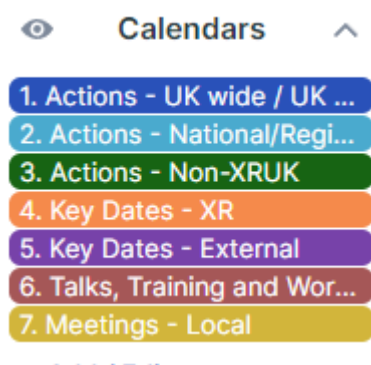 Calendars
1. Actions - UK wide / UK ...
2. Actions - National/Regi...
3. Actions - Non-XRUK
4. Key Dates - XR
5. Key Dates - External
6. Talks, Training and Wor...
7. Meetings - Local